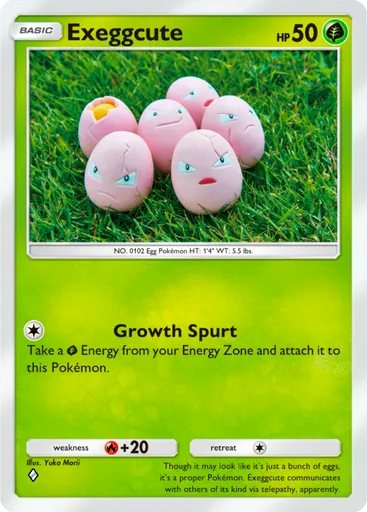 BASIC Exeggcute HP 50
NO. 0102 Egg Pokémon HT: 1'4" WT: 5.5 lbs.
Growth Spurt
Take a Energy from your Energy Zone and attach it to
this Pokémon.
weakness +20 retreat
Illus. Yuka Morii
Though it may look like it's just a bunch of eggs,
it's a proper Pokémon. Exeggcute communicates
with others of its kind via telepathy, apparently.